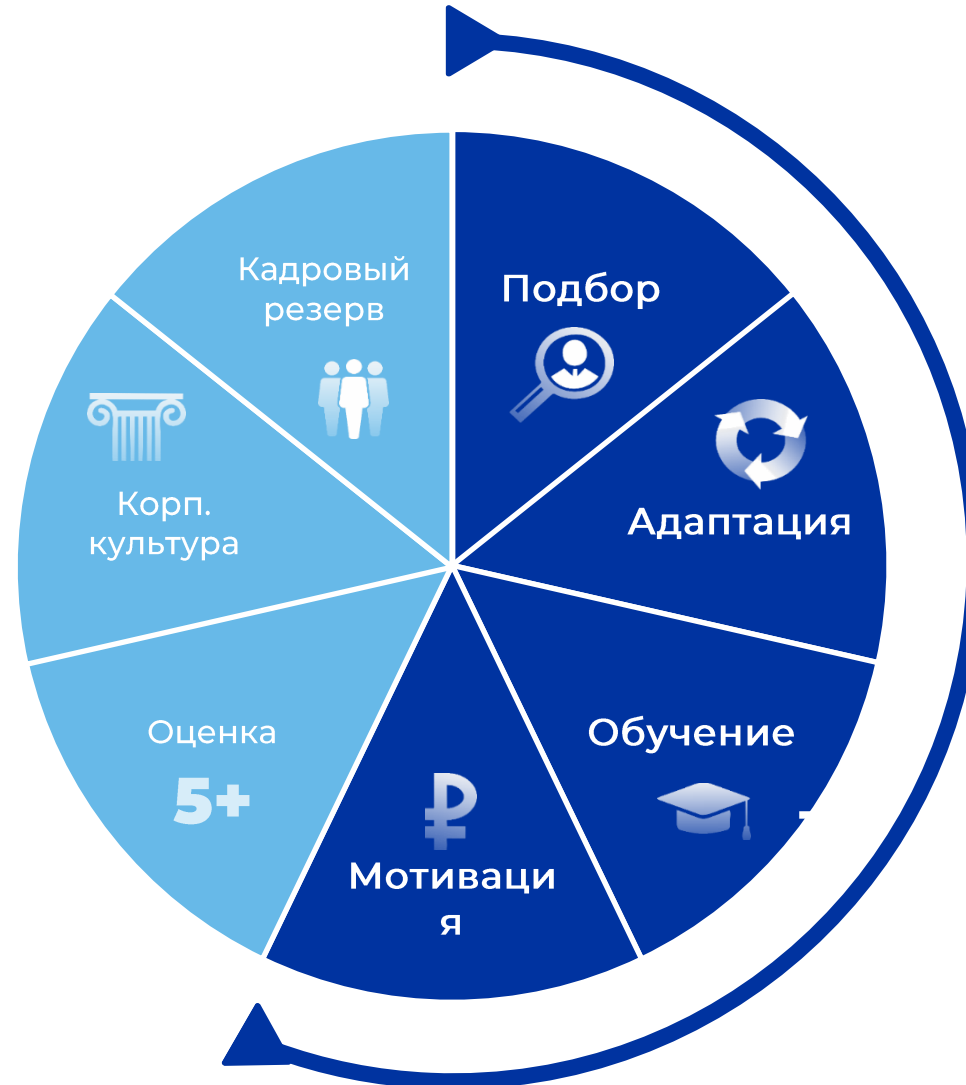 Кадровый
резерв
Подбор
Корп.
культура
Адаптация
Оценка
5+
Обучение
₽
Мотиваци
я